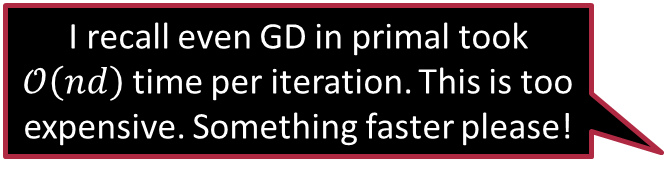 I recall even GD in primal took
𝒪(𝑛𝑑) time per iteration. This is too
expensive. Something faster please!